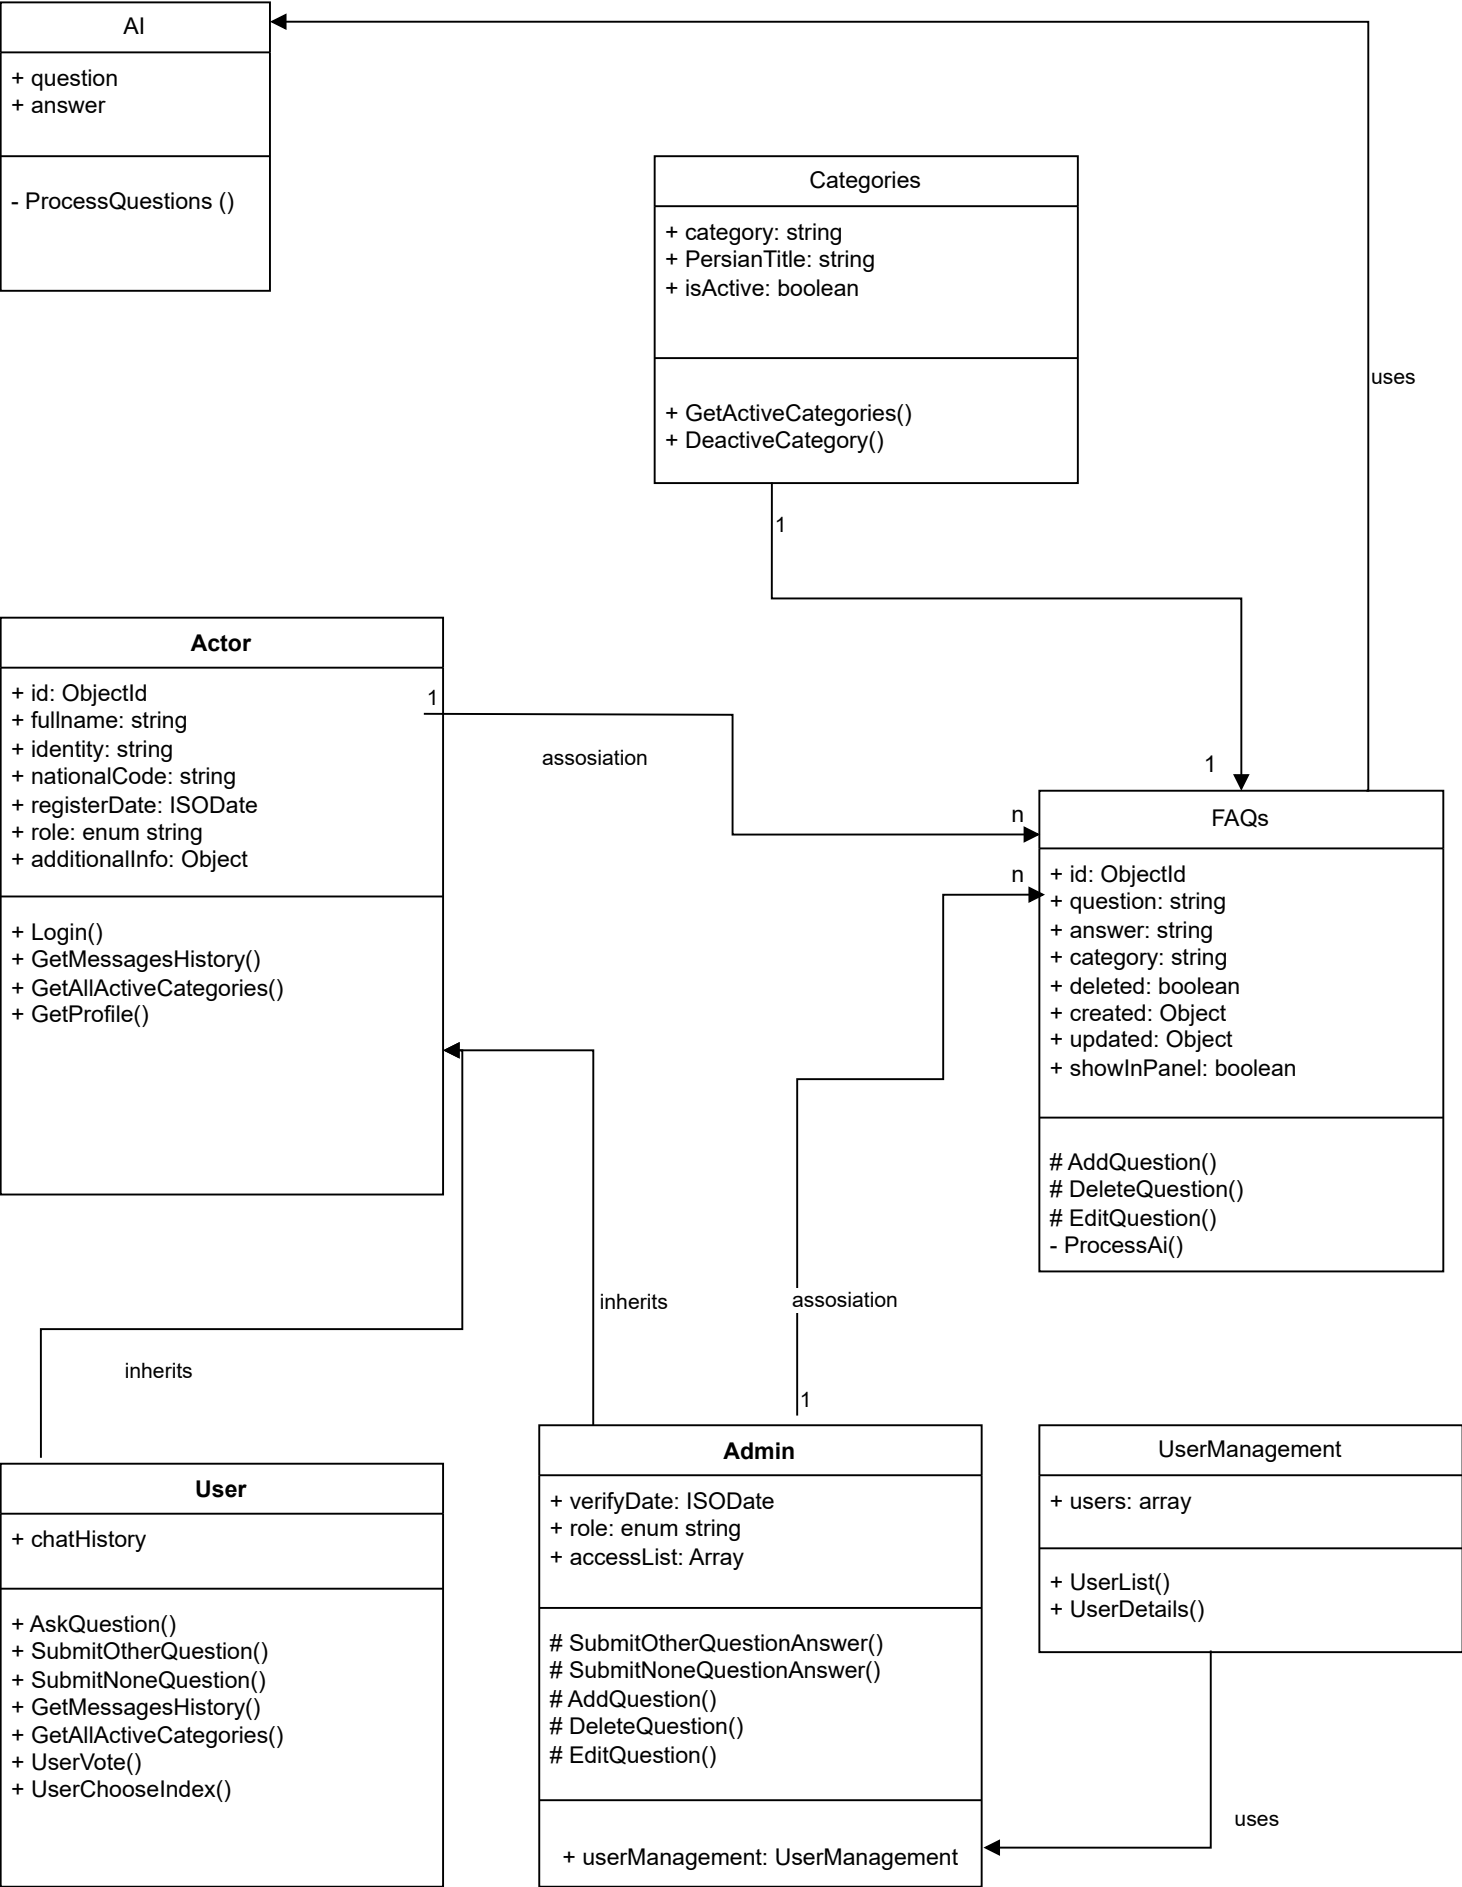 AI
+ question
+ answer
- ProcessQuestions ()
Categories
+ category: string
+ PersianTitle: string
+ isActive: boolean
+ GetActiveCategories()
+ DeactiveCategory()
uses
1
1
Actor
+ id: ObjectId
+ fullname: string
+ identity: string
+ nationalCode: string
+ registerDate: ISODate
+ role: enum string
+ additionalInfo: Object
+ Login()
+ GetMessagesHistory()
+ GetAllActiveCategories()
+ GetProfile()
1
assosiation
n
n
FAQs
+ id: ObjectId
+ question: string
+ answer: string
+ category: string
+ deleted: boolean
+ created: Object
+ updated: Object
+ showInPanel: boolean
# AddQuestion()
# DeleteQuestion()
# EditQuestion()
- ProcessAi()
inherits
inherits
assosiation
1
User
+ chatHistory
+ AskQuestion()
+ SubmitOtherQuestion()
+ SubmitNoneQuestion()
+ GetMessagesHistory()
+ GetAllActiveCategories()
+ UserVote()
+ UserChooseIndex()
Admin
+ verifyDate: ISODate
+ role: enum string
+ accessList: Array
# SubmitOtherQuestionAnswer()
# SubmitNoneQuestionAnswer()
# AddQuestion()
# DeleteQuestion()
# EditQuestion()
+ userManagement: UserManagement
UserManagement
+ users: array
+ UserList()
+ UserDetails()
uses